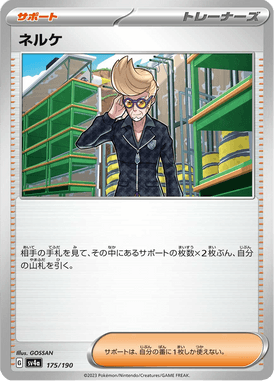 サポート
トレーナーズ
ネルケ
相手の手札を見て、その中にあるサポートの枚数×2枚ぶん、自分
の山札を引く。
Illus. GOSSAN
G sv4a 175/190
サポートは、自分の番に1枚しか使えない。
©2023 Pokémon/Nintendo/Creatures/GAME FREAK.